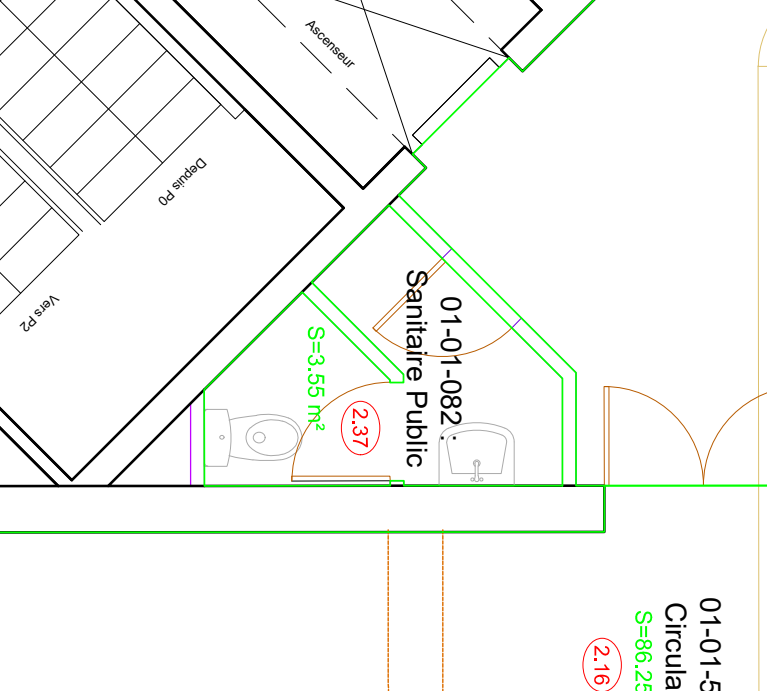 Ascenseur
Depuis P0
Vers P2
01-01-082
Sanitaire Public
S=3.55 m²
2.37
01-01-5
Circula
S=86.25
2.16